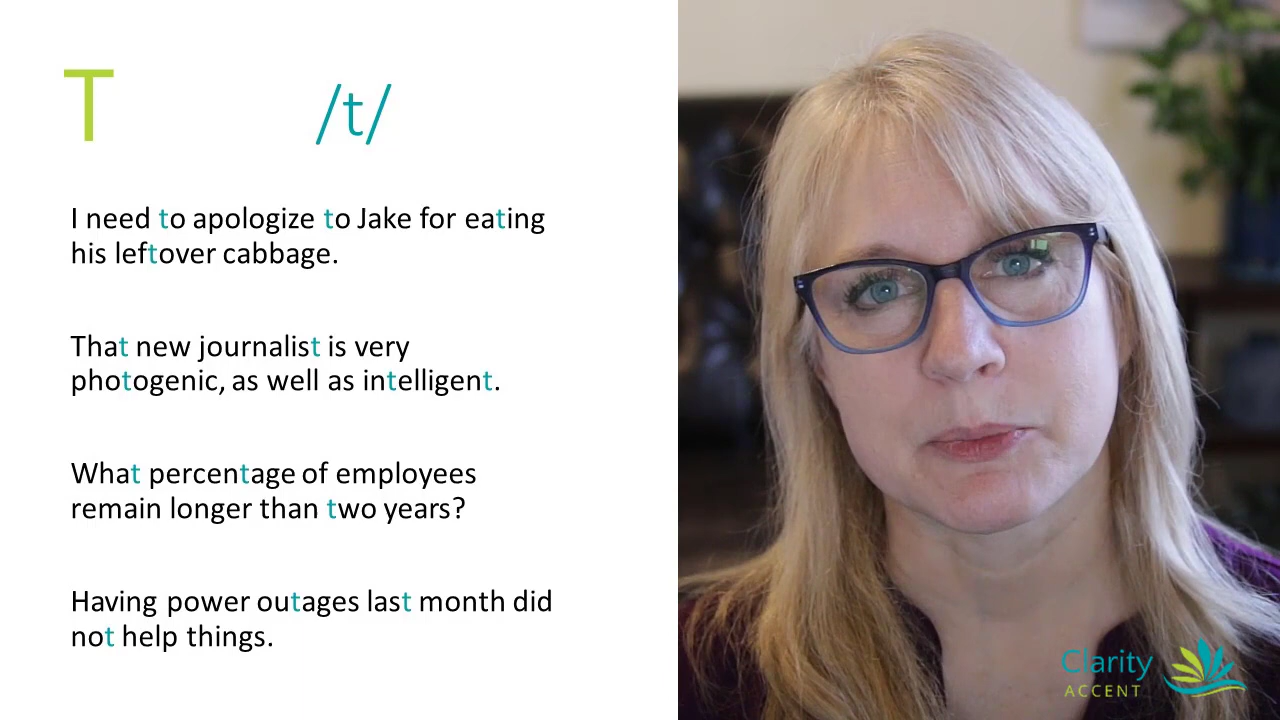 T /t/
I need to apologize to Jake for eating
his leftover cabbage.
That new journalist is very
photogenic, as well as intelligent.
What percentage of employees
remain longer than two years?
Having power outages last month did
not help things.
Clarity
ACCENT